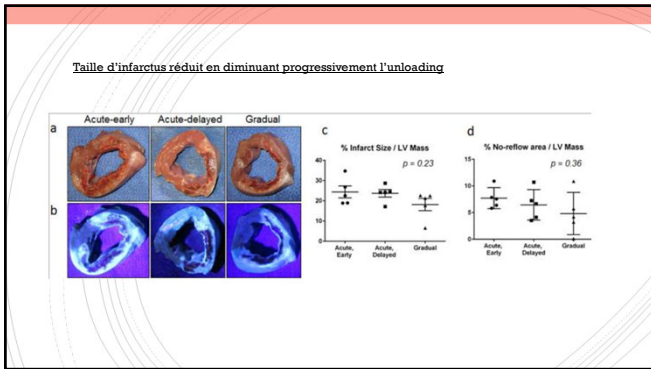 Taille d'infarctus réduit en diminuant progressivement l'unloading
Acute-early Acute-delayed Gradual
a
b
c
% Infarct Size / LV Mass
p = 0.23
40
30
20
10
0
Acute, Early
Acute, Delayed
Gradual
d
% No-reflow area / LV Mass
p = 0.36
15
10
5
0
Acute, Early
Acute, Delayed
Gradual